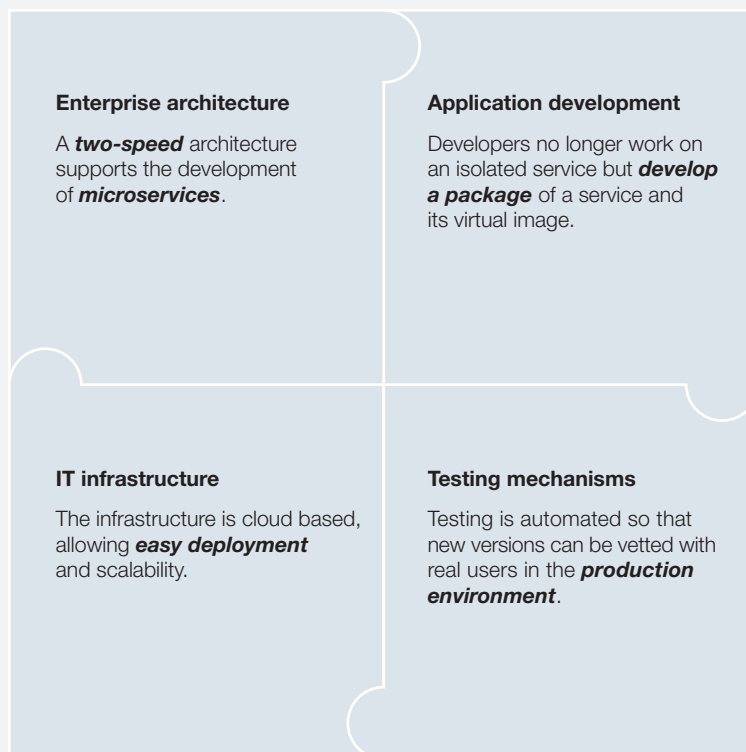 Enterprise architecture
A two-speed architecture
supports the development
of microservices.
Application development
Developers no longer work on
an isolated service but develop
a package of a service and
its virtual image.
IT infrastructure
The infrastructure is cloud based,
allowing easy deployment
and scalability.
Testing mechanisms
Testing is automated so that
new versions can be vetted with
real users in the production
environment.